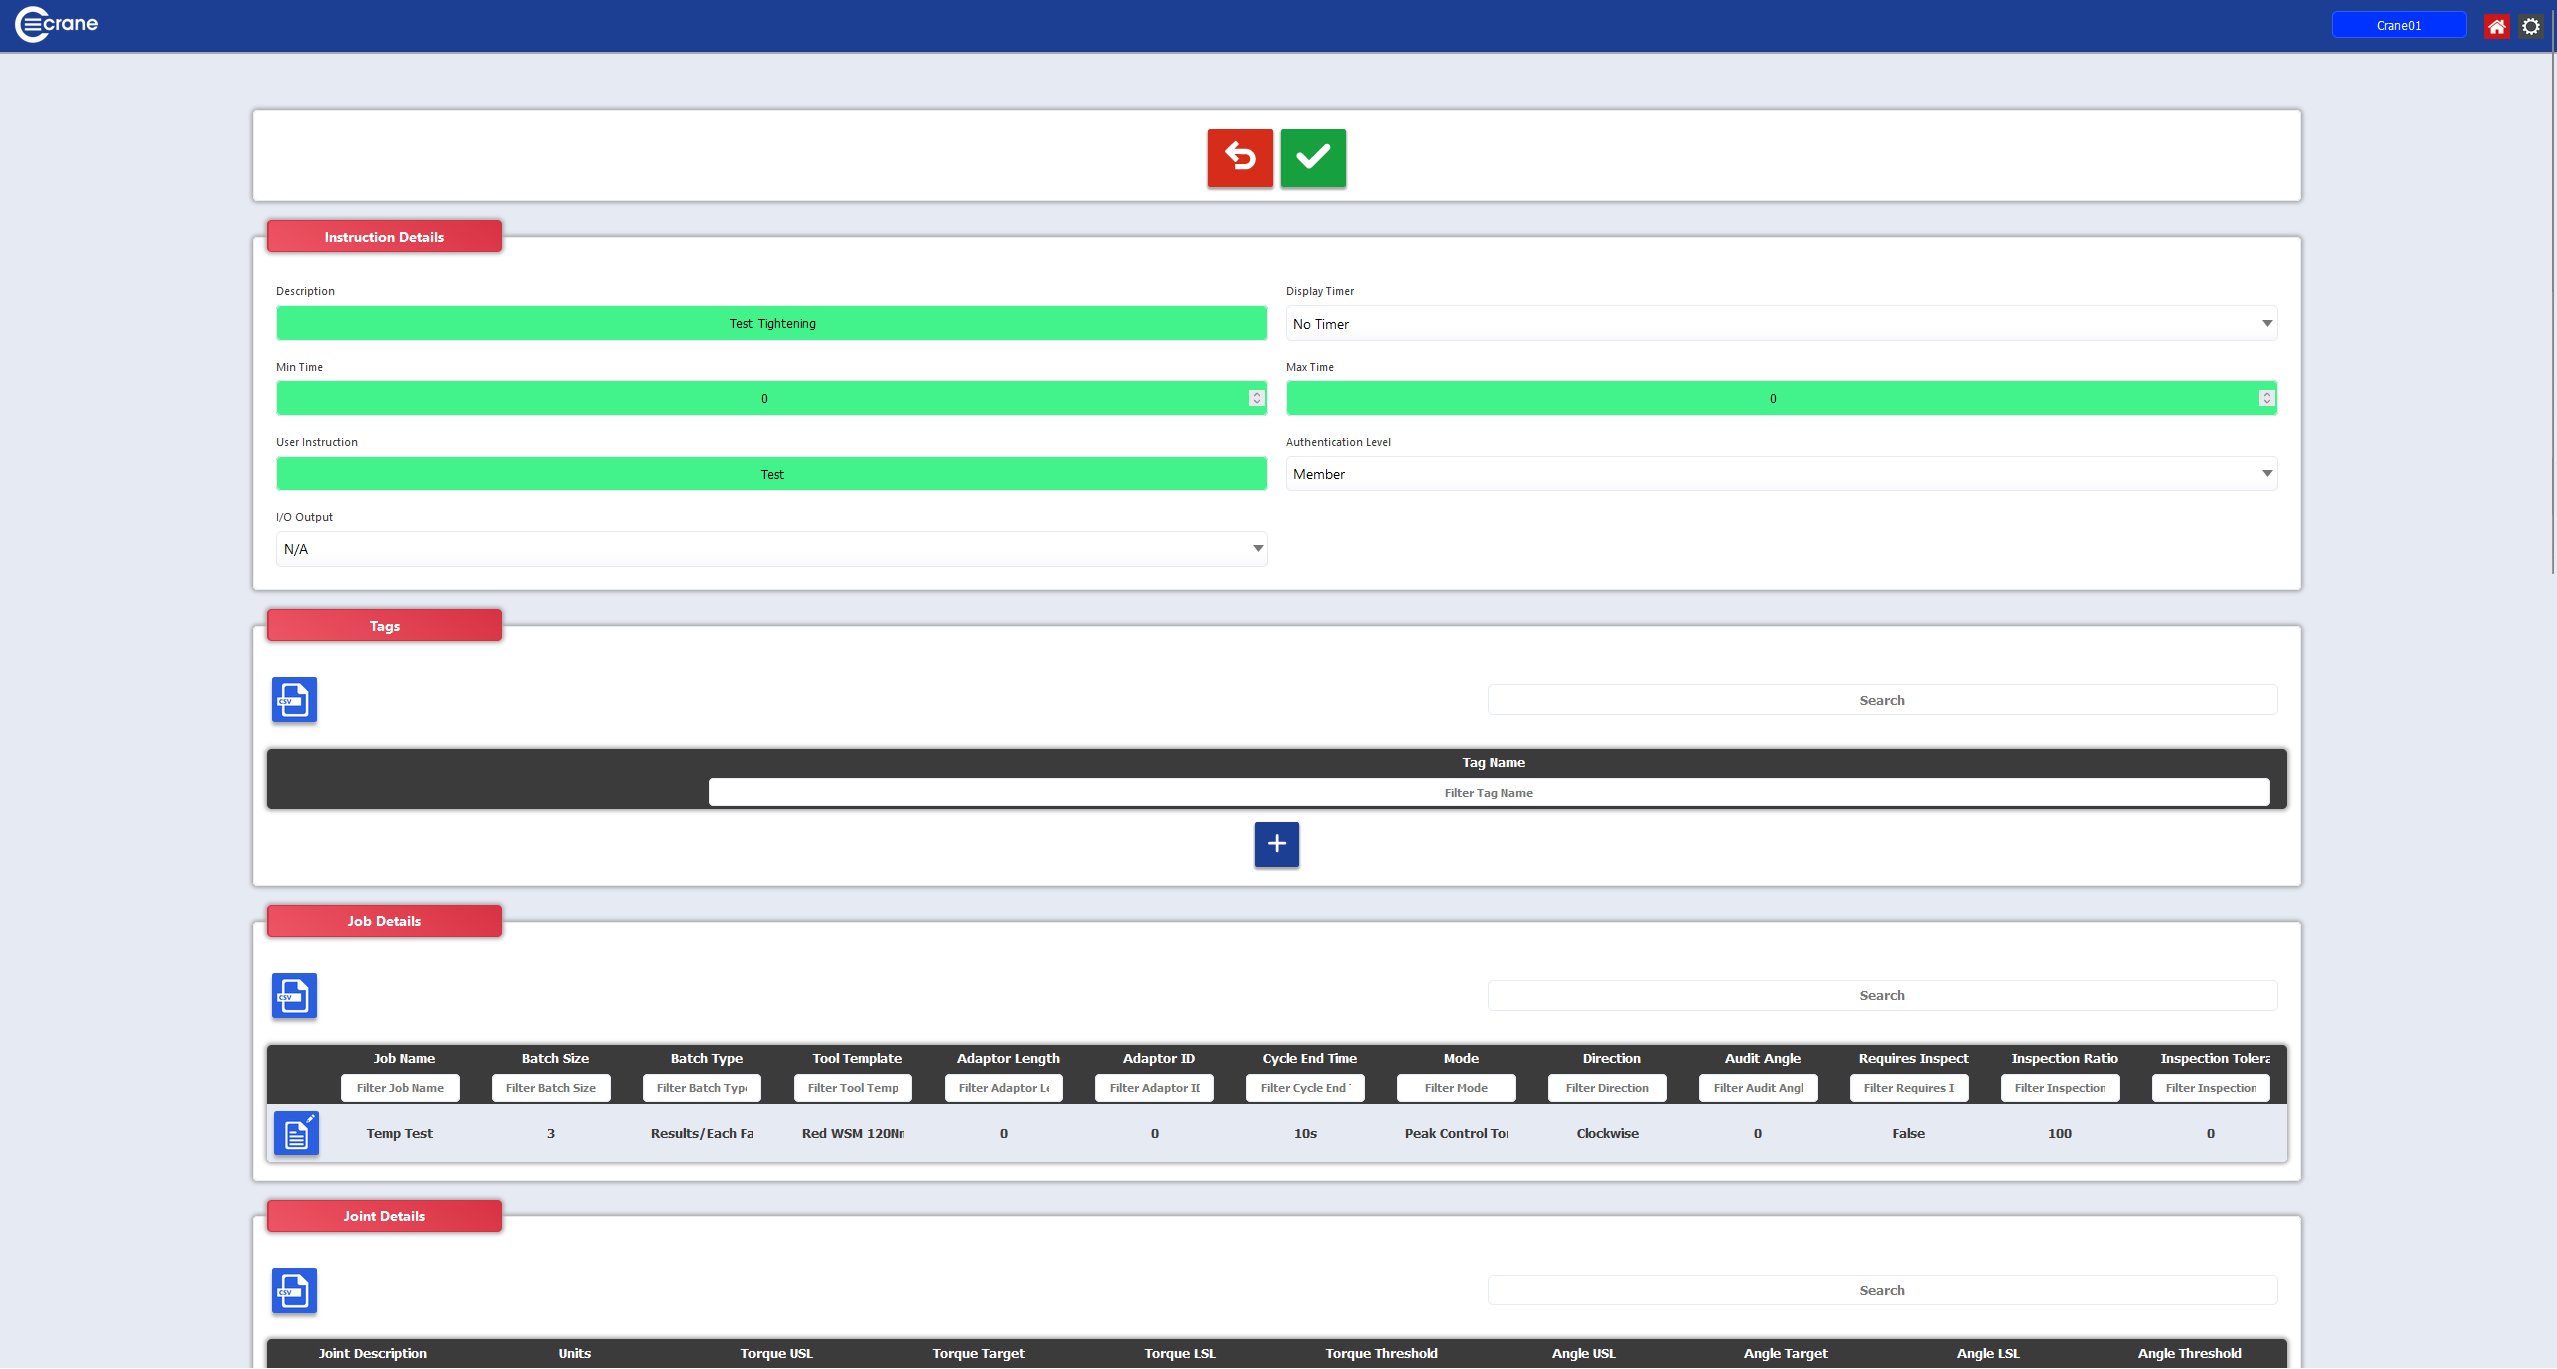 crane
Crane01
Instruction Details
Description
Display Timer
Test Tightening
No Timer
Min Time
Max Time
0
0
User Instruction
Authentication Level
Test
Member
I/O Output
N/A
Tags
CSV
Search
Tag Name
Filter Tag Name
Job Details
CSV
Search
Job Name Batch Size Batch Type Tool Template Adaptor Length Adaptor ID Cycle End Time Mode Direction Audit Angle Requires Inspect Inspection Ratio Inspection Tolera
Filter Job Name Filter Batch Size Filter Batch Type Filter Tool Temp Filter Adaptor Le Filter Adaptor ID Filter Cycle End Filter Mode Filter Direction Filter Audit Angl Filter Requires I Filter Inspection Filter Inspection
Temp Test 3 Results/Each Fa Red WSM 120Nm 0 0 10s Peak Control Tor Clockwise 0 False 100 0
Joint Details
CSV
Search
Joint Description Units Torque USL Torque Target Torque LSL Torque Threshold Angle USL Angle Target Angle LSL Angle Threshold